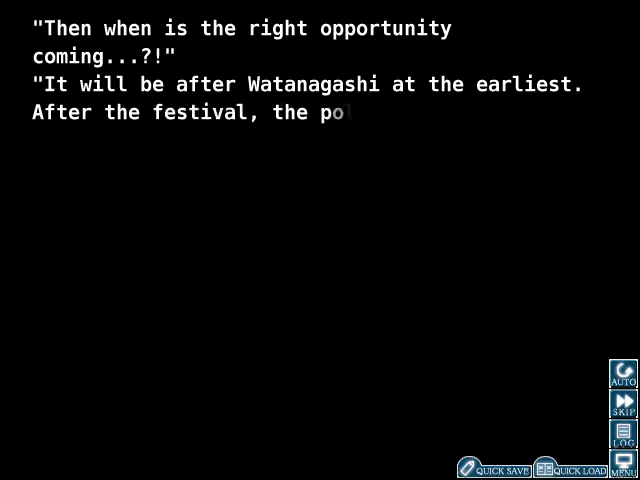 "Then when is the right opportunity
coming...?!"
"It will be after Watanagashi at the earliest.
After the festival, the pol
AUTO
SKIP
LOG
QUICK SAVE
QUICK LOAD
MENU